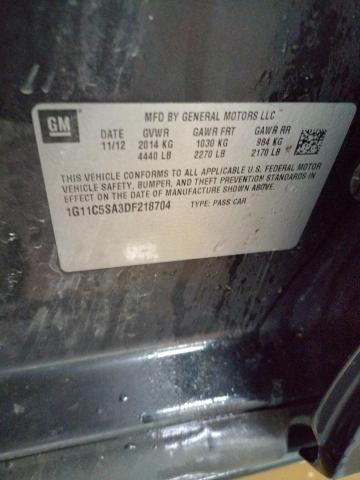 GM
MFD BY GENERAL MOTORS LLC
DATE GVWR GAWR FRT GAWR RR
11/12 2014 KG 1030 KG 984 KG
4440 LB 2270 LB 2170 LB
THIS VEHICLE CONFORMS TO ALL APPLICABLE U.S. FEDERAL MOTOR
VEHICLE SAFETY, BUMPER, AND THEFT PREVENTION STANDARDS IN
EFFECT ON THE DATE OF MANUFACTURE SHOWN ABOVE.
1G11C5SA3DF218704 TYPE: PASS CAR